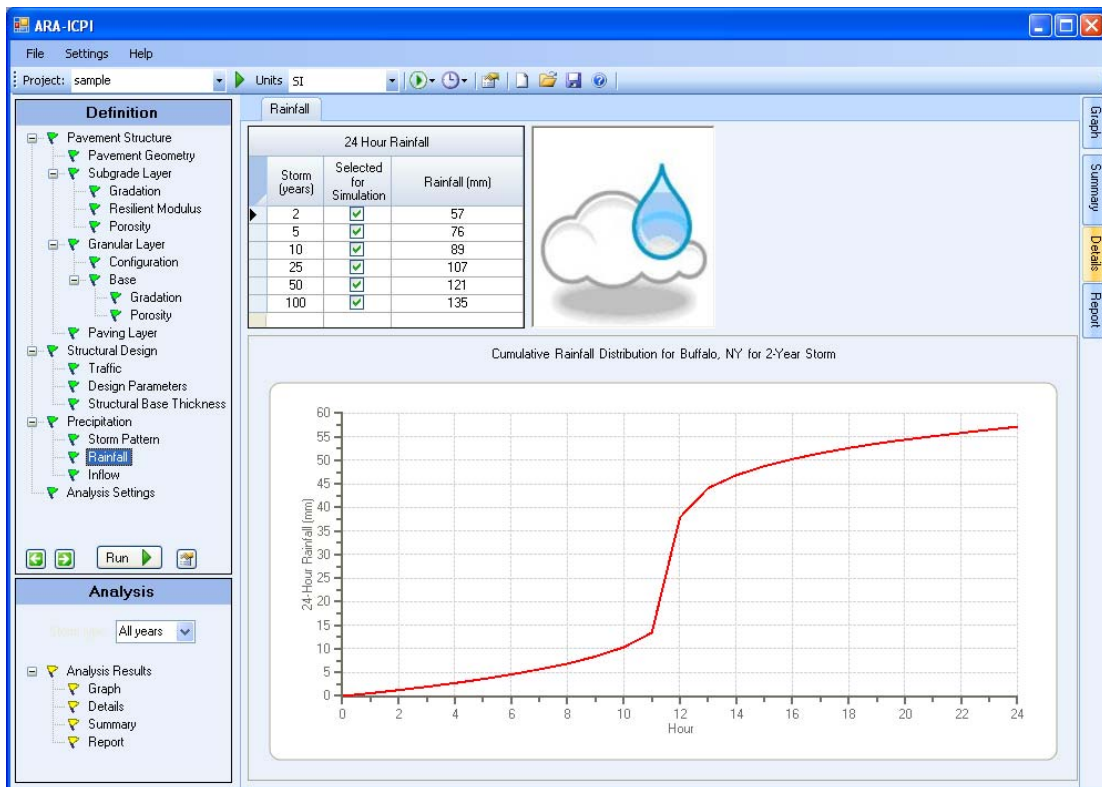 ARA-ICPI
File Settings Help
Project: sample Units SI
Definition
Pavement Structure
Pavement Geometry
Subgrade Layer
Gradation
Resilient Modulus
Porosity
Granular Layer
Configuration
Base
Gradation
Porosity
Paving Layer
Structural Design
Traffic
Design Parameters
Structural Base Thickness
Precipitation
Storm Pattern
Rainfall
Inflow
Analysis Settings
Run
Analysis
All years
Analysis Results
Graph
Details
Summary
Report
Rainfall
24 Hour Rainfall
Storm (years) Selected for Simulation Rainfall (mm)
2 57
5 76
10 89
25 107
50 121
100 135
Cumulative Rainfall Distribution for Buffalo, NY for 2-Year Storm
24-Hour Rainfall (mm)
60
55
50
45
40
35
30
25
20
15
10
5
0
0 2 4 6 8 10 12 14 16 18 20 22 24
Hour
Graph
Summary
Details
Report